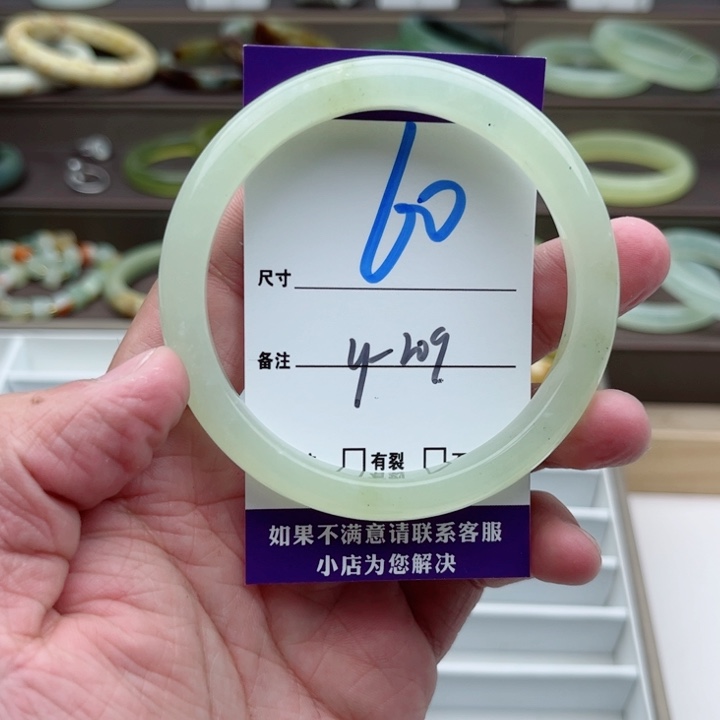 60
尺寸
备注 4-209
有裂
如果不满意请联系客服
小店为您解决